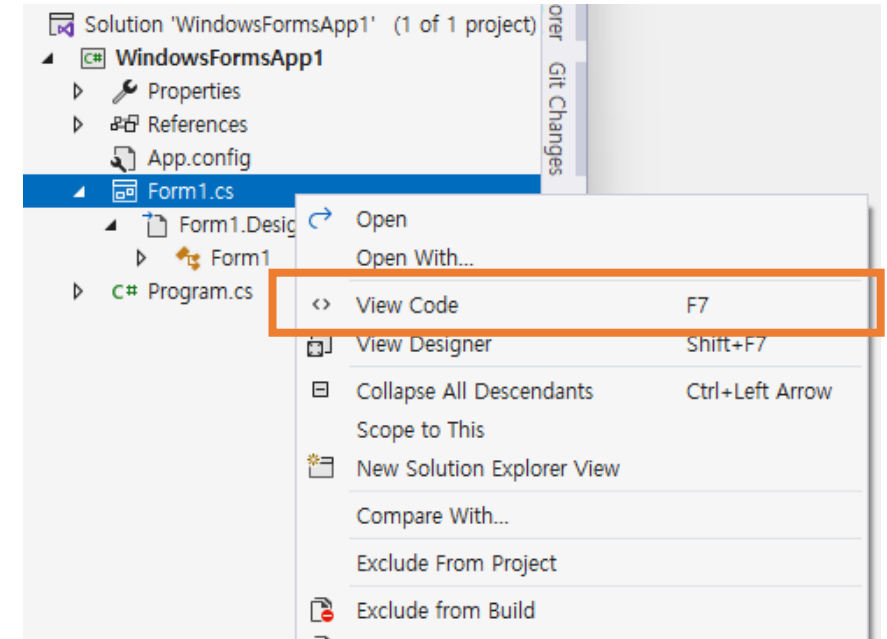 Solution 'WindowsFormsApp1' (1 of 1 project)
C# WindowsFormsApp1
Properties
References
App.config
Form1.cs
Form1.Desig
Form1
C# Program.cs
orer
Git Changes
Open
Open With...
View Code F7
View Designer Shift+F7
Collapse All Descendants Ctrl+Left Arrow
Scope to This
New Solution Explorer View
Compare With...
Exclude From Project
Exclude from Build